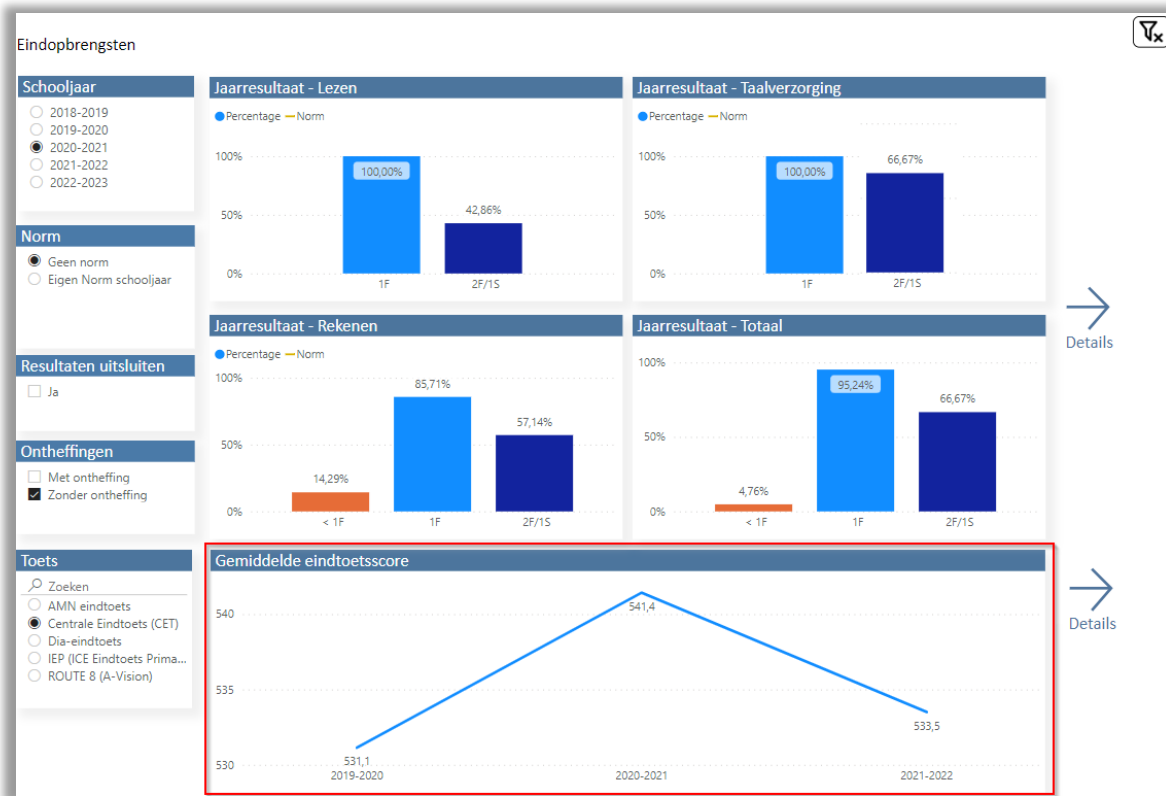 Eindopbrengsten
Schooljaar
2018-2019
2019-2020
2020-2021
2021-2022
2022-2023
Norm
Geen norm
Eigen Norm schooljaar
Resultaten uitsluiten
Ja
Ontheffingen
Met ontheffing
Zonder ontheffing
Toets
Zoeken
AMN eindtoets
Centrale Eindtoets (CET)
Dia-eindtoets
IEP (ICE Eindtoets Prima...
ROUTE 8 (A-Vision)
Jaarresultaat - Lezen
Percentage Norm
100%
50%
0%
100,00%
42,86%
1F 2F/1S
Jaarresultaat - Taalverzorging
Percentage Norm
100%
50%
0%
100,00%
66,67%
1F 2F/1S
Jaarresultaat - Rekenen
Percentage Norm
100%
50%
0%
14,29%
85,71%
57,14%
< 1F 1F 2F/1S
Jaarresultaat - Totaal
100%
50%
0%
4,76%
95,24%
66,67%
< 1F 1F 2F/1S
Details
Gemiddelde eindtoetsscore
540
535
530
531,1
541,4
533,5
2019-2020 2020-2021 2021-2022
Details